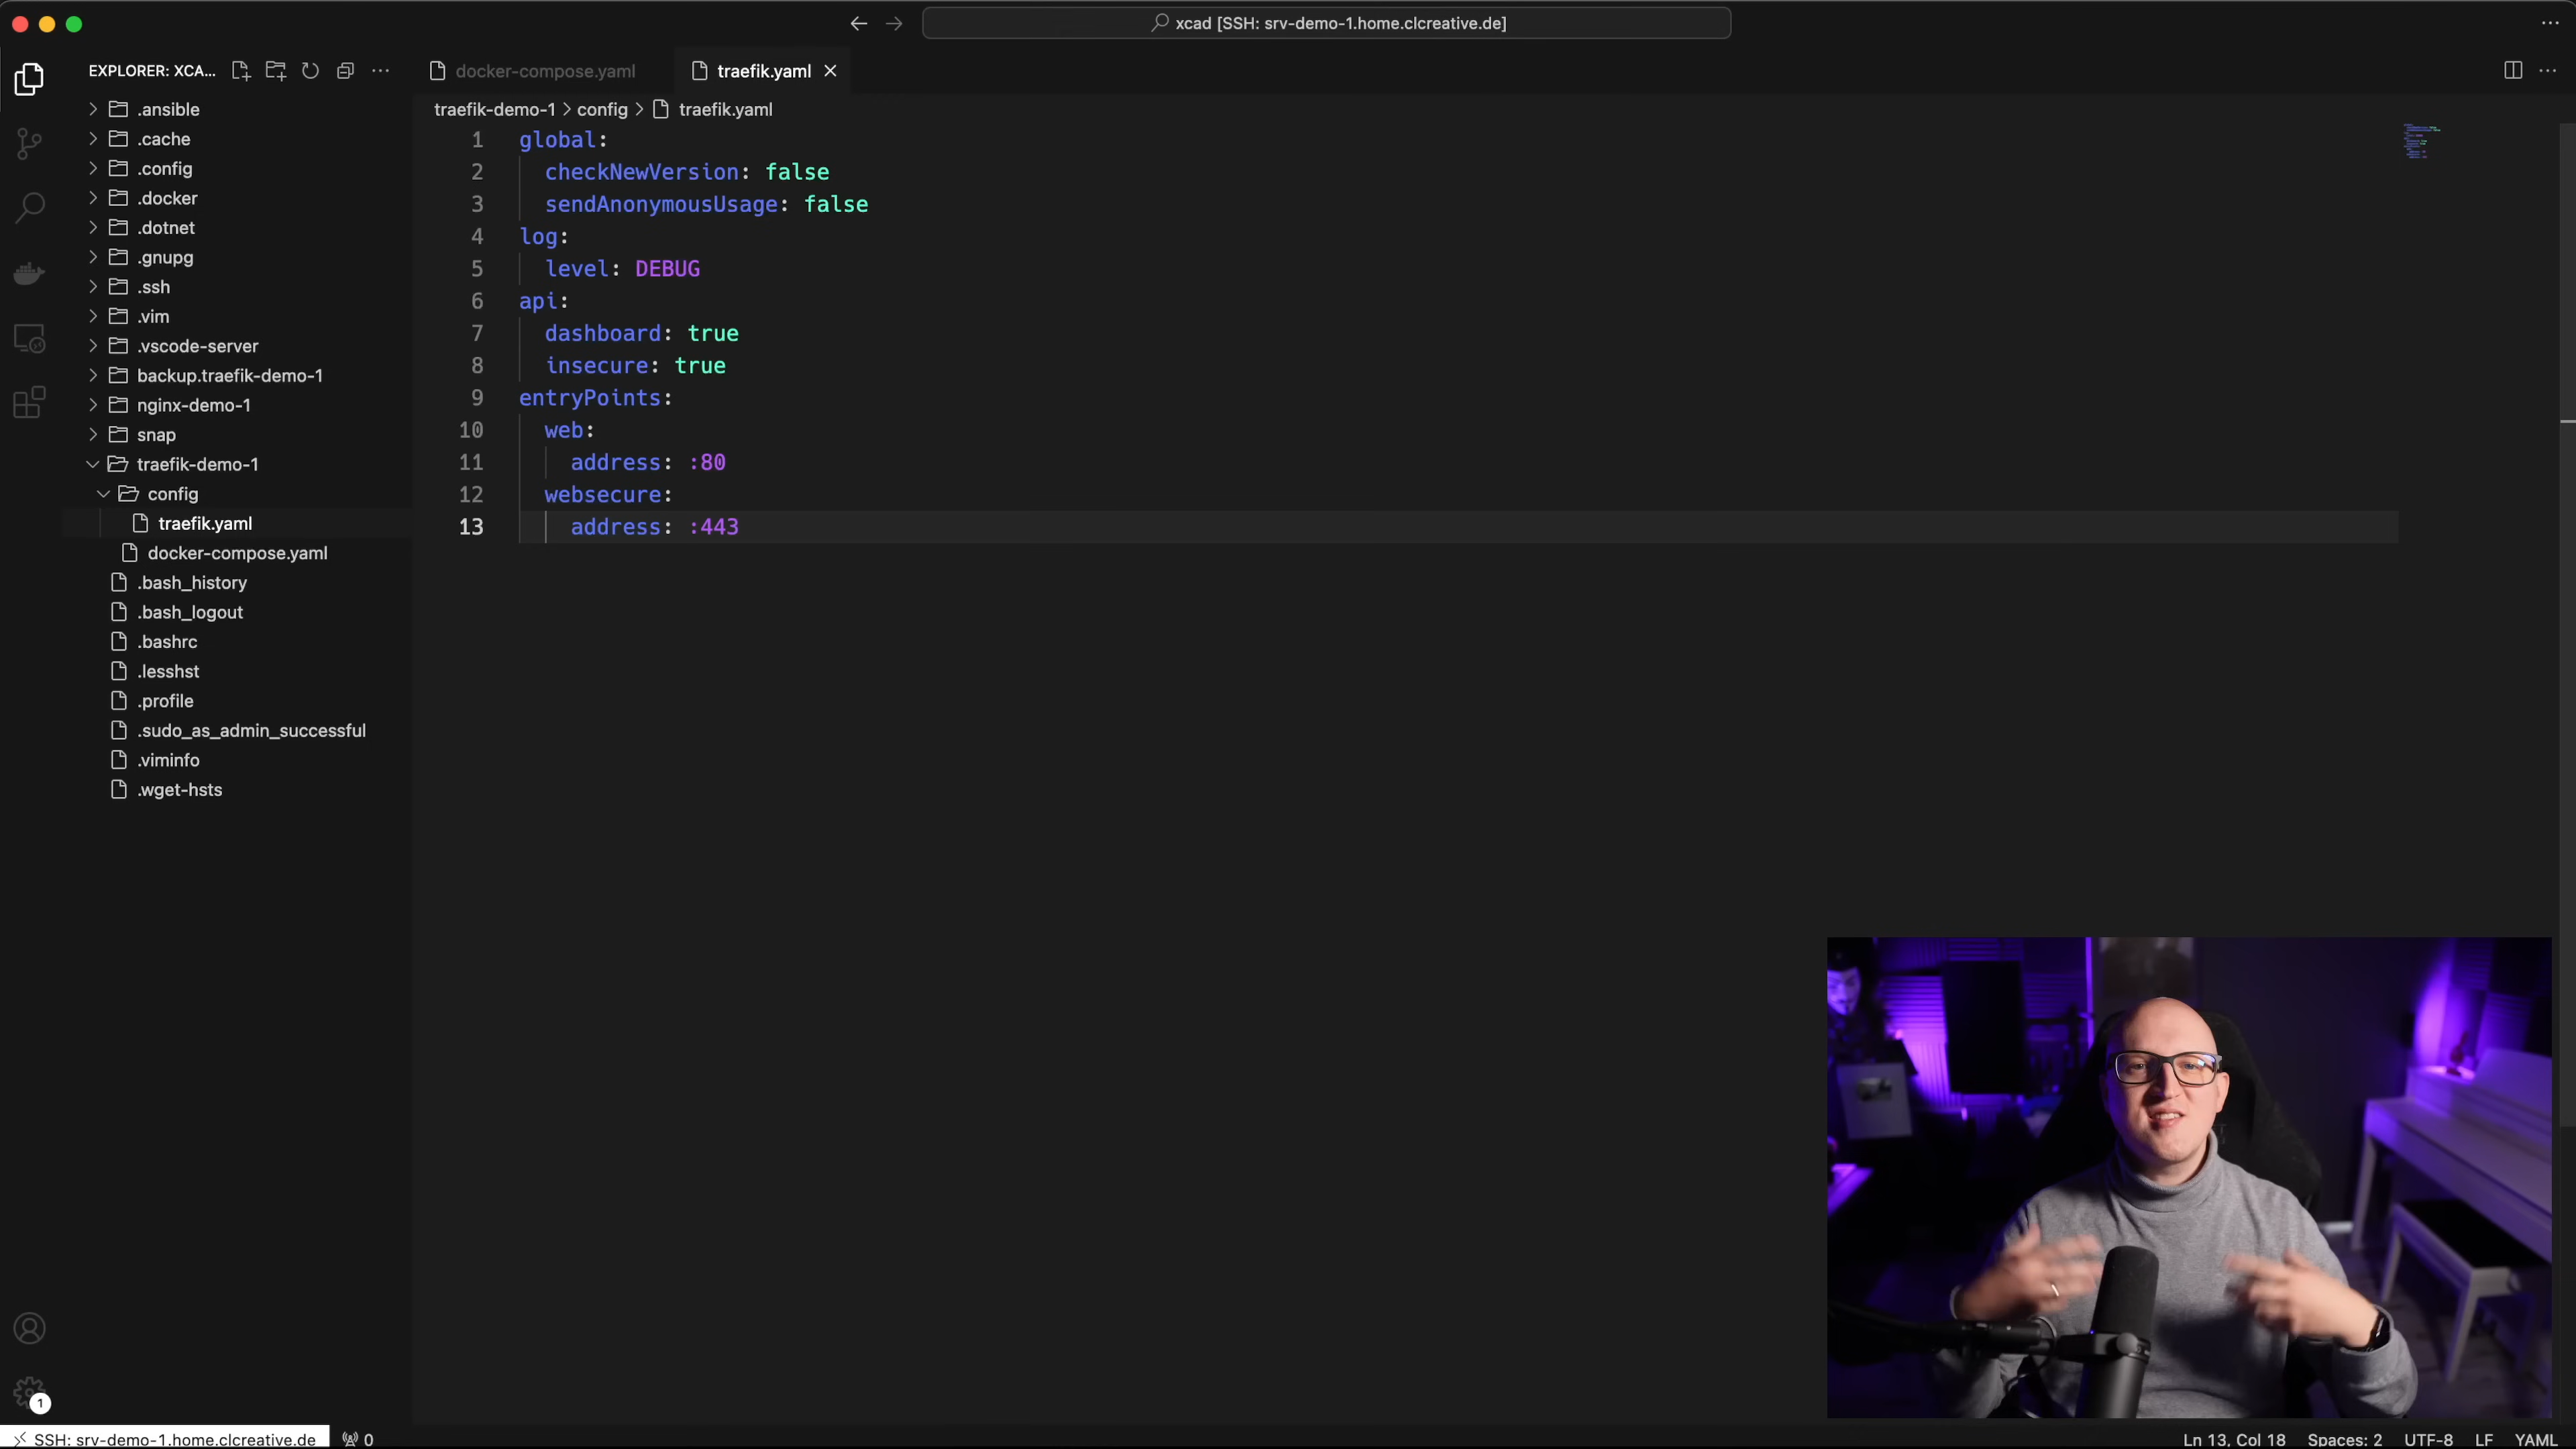 xcad [SSH: srv-demo-1.home.clcreative.de]
EXPLORER: XCA...
docker-compose.yaml
traefik.yaml
traefik-demo-1 > config > traefik.yaml
.ansible
.cache
.config
.docker
.dotnet
.gnupg
.ssh
.vim
.vscode-server
backup.traefik-demo-1
nginx-demo-1
snap
traefik-demo-1
config
traefik.yaml
docker-compose.yaml
.bash_history
.bash_logout
.bashrc
.lesshst
.profile
.sudo_as_admin_successful
.viminfo
.wget-hsts
1 global:
2 checkNewVersion: false
3 sendAnonymousUsage: false
4 log:
5 level: DEBUG
6 api:
7 dashboard: true
8 insecure: true
9 entryPoints:
10 web:
11 address: :80
12 websecure:
13 address: :443
1
SSH: srv-demo-1.home.clcreative.de
0
Ln 13, Col 18
Spaces: 2
UTF-8
LF
YAML